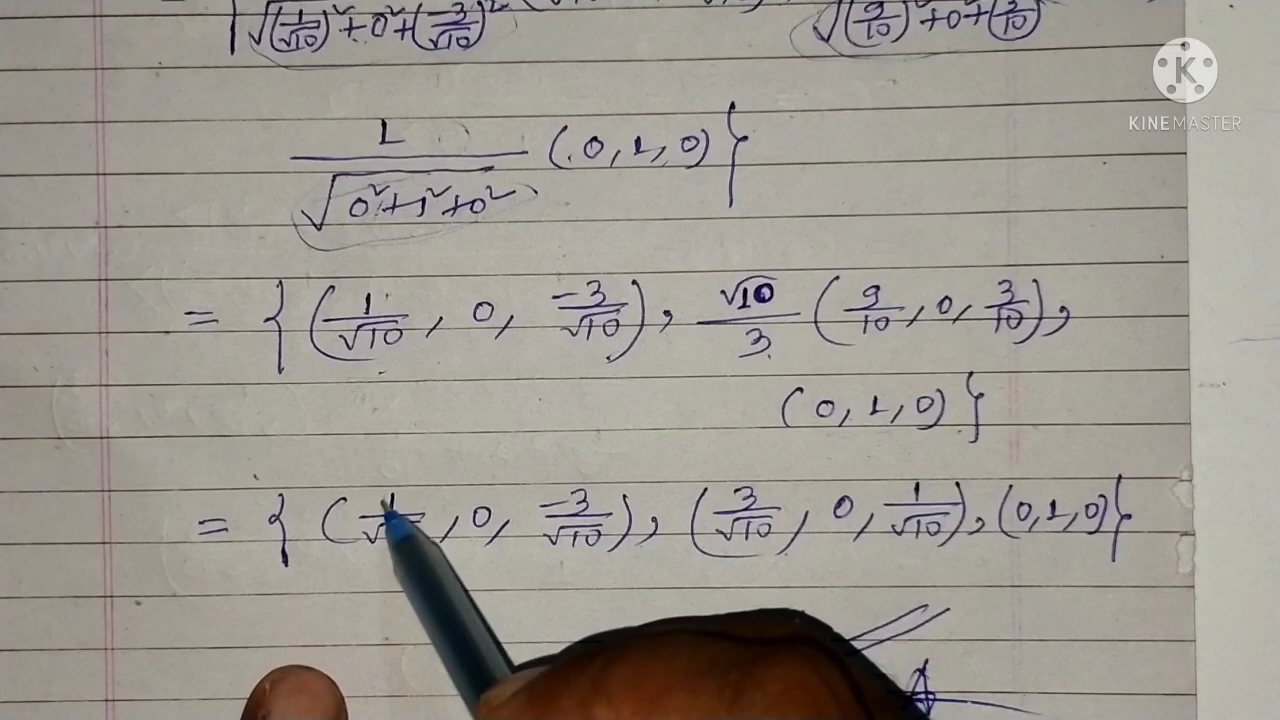 √((1/√10)²+0²+(-3/√10)²) √((9/10)²+0²+(3/10)²)
K
KINEMASTER
1/√(0²+1²+0²) (0,1,0)}
= {(1/√10, 0, -3/√10), √10/3 (9/10, 0, 3/10),
(0,1,0)}
= {(1/√10, 0, -3/√10), (3/√10, 0, 1/√10), (0,1,0)}